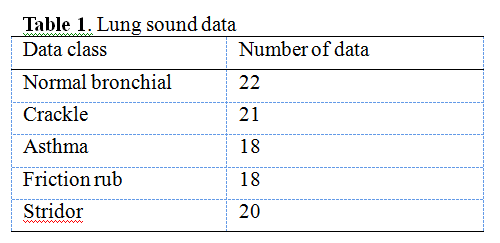 Table 1. Lung sound data
Data class Number of data
Normal bronchial 22
Crackle 21
Asthma 18
Friction rub 18
Stridor 20